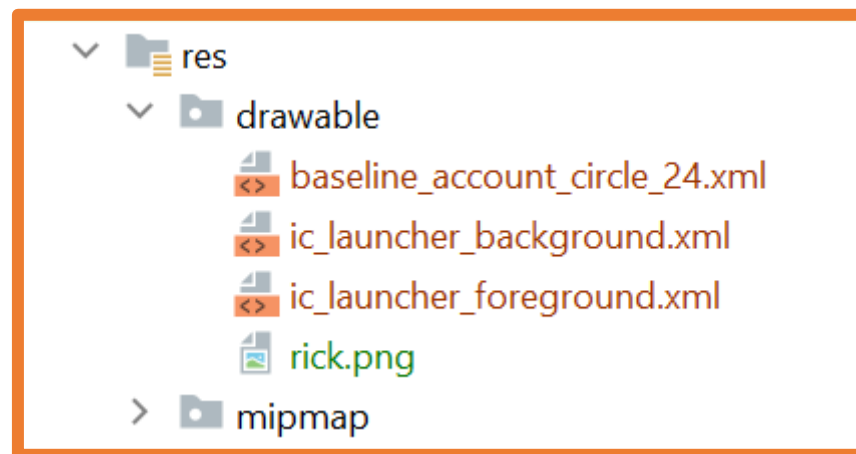 res
drawable
baseline_account_circle_24.xml
ic_launcher_background.xml
ic_launcher_foreground.xml
rick.png
mipmap